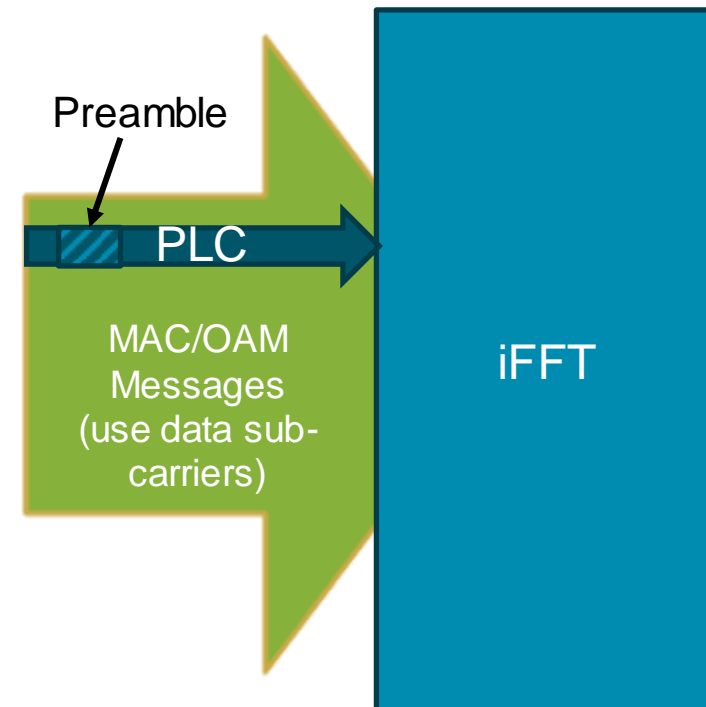 Preamble
PLC
MAC/OAM
Messages
(use data sub-
carriers)
iFFT